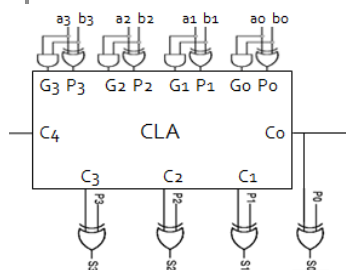 a3 b3 a2 b2 a1 b1 a0 b0
G3 P3 G2 P2 G1 P1 G0 P0
C4 CLA C0
C3 C2 C1
P3 P2 P1 P0
S3 S2 S1 S0